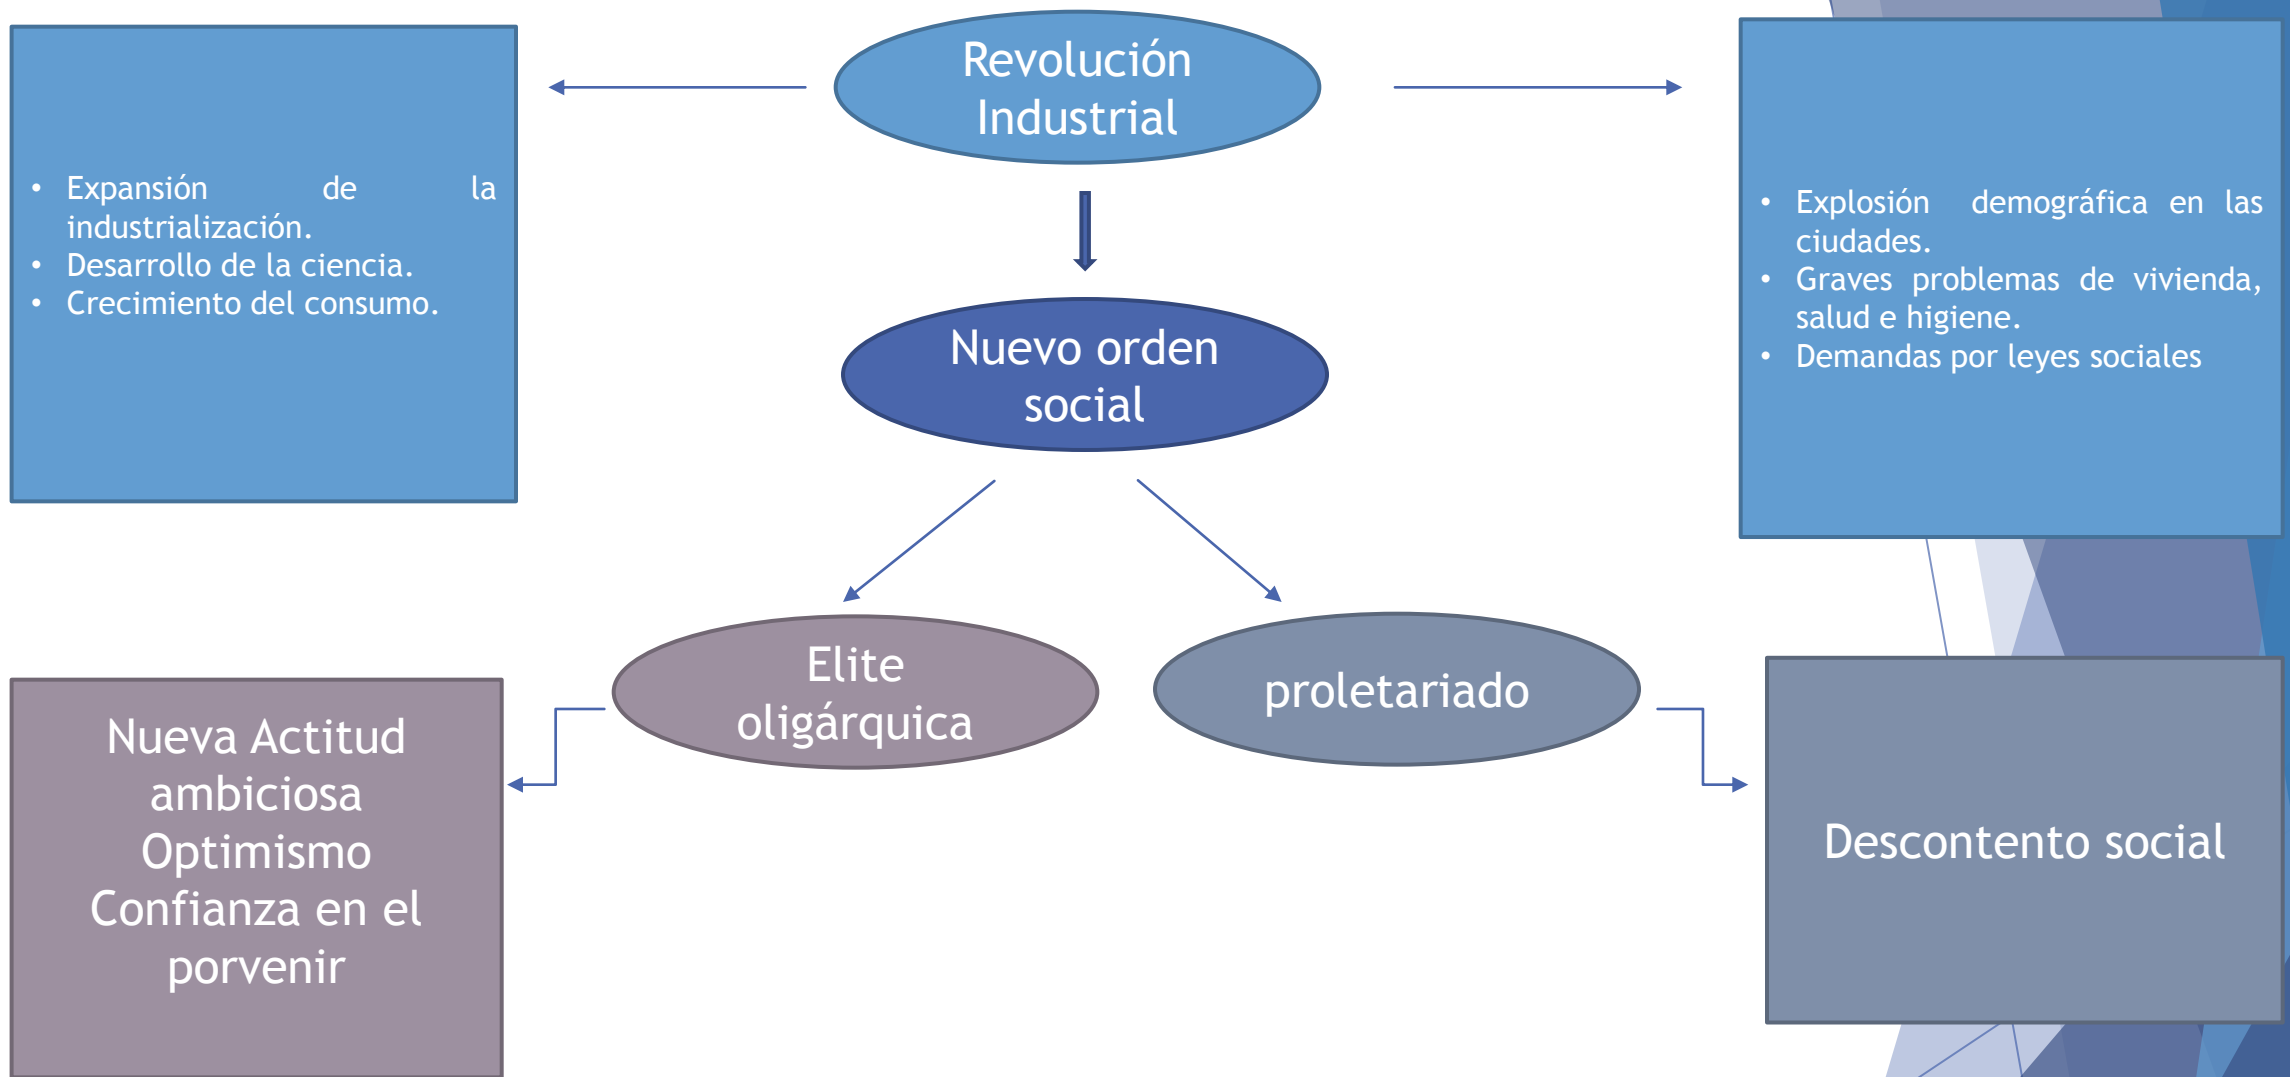 Revolución
Industrial
• Expansión de la
industrialización.
• Desarrollo de la ciencia.
• Crecimiento del consumo.
• Explosión demográfica en las
ciudades.
• Graves problemas de vivienda,
salud e higiene.
• Demandas por leyes sociales
Nuevo orden
social
Elite
oligárquica
proletariado
Nueva Actitud
ambiciosa
Optimismo
Confianza en el
porvenir
Descontento social